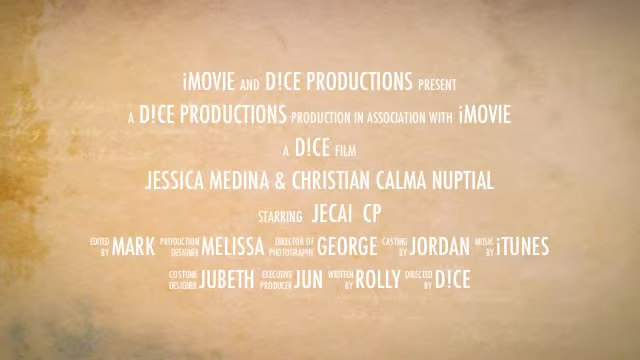 iMOVIE AND D!CE PRODUCTIONS PRESENT
A D!CE PRODUCTIONS PRODUCTION IN ASSOCIATION WITH iMOVIE
A D!CE FILM
JESSICA MEDINA & CHRISTIAN CALMA NUPTIAL
STARRING JECAI CP
EDITED BY MARK PRODUCTION DESIGNER MELISSA DIRECTOR OF PHOTOGRAPHY GEORGE CASTING BY JORDAN MUSIC BY iTUNES
COSTUME DESIGNER JUBETH EXECUTIVE PRODUCER JUN WRITTEN BY ROLLY DIRECTED BY D!CE